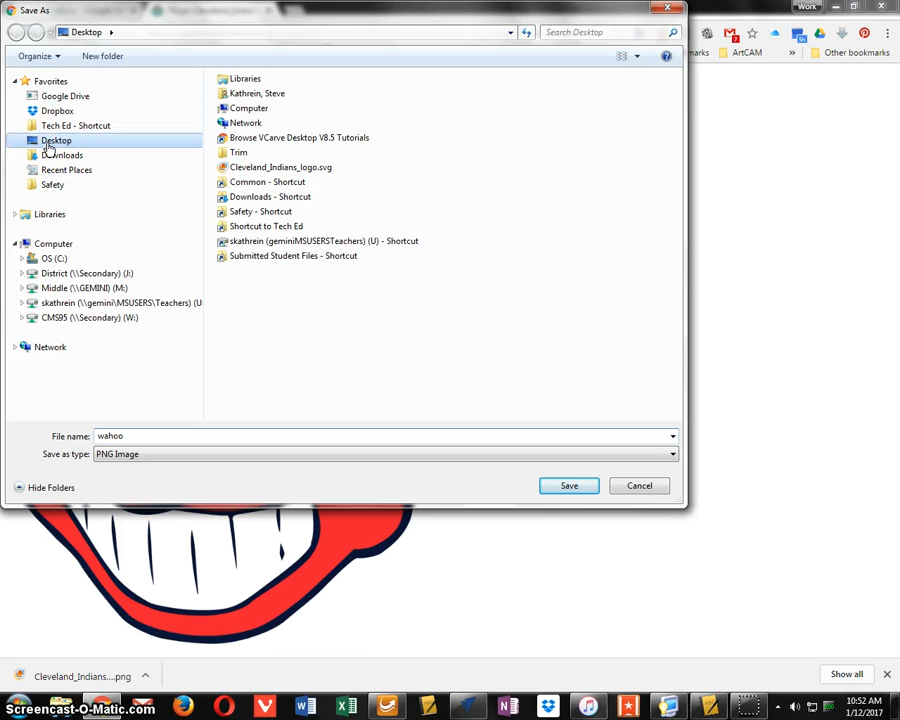 Save As
Work
Desktop
Search Desktop
Organize
New folder
ArtCAM
»
Other bookmarks
Favorites
Google Drive
Dropbox
Tech Ed - Shortcut
Desktop
Downloads
Recent Places
Safety
Libraries
Computer
OS (C:)
District (\\Secondary) (J:)
Middle (\\GEMINI) (M:)
skathrein (\\gemini\MSUSERS\Teachers) (U
CMS95 (\\Secondary) (W:)
Network
Libraries
Kathrein, Steve
Computer
Network
Browse VCarve Desktop V8.5 Tutorials
Trim
Cleveland_Indians_logo.svg
Common - Shortcut
Downloads - Shortcut
Safety - Shortcut
Shortcut to Tech Ed
skathrein (geminiMSUSERSTeachers) (U) - Shortcut
Submitted Student Files - Shortcut
File name: wahoo
Save as type: PNG Image
Hide Folders
Save
Cancel
Cleveland_Indians....png
Show all
10:52 AM
1/12/2017
Screencast-O-Matic.com